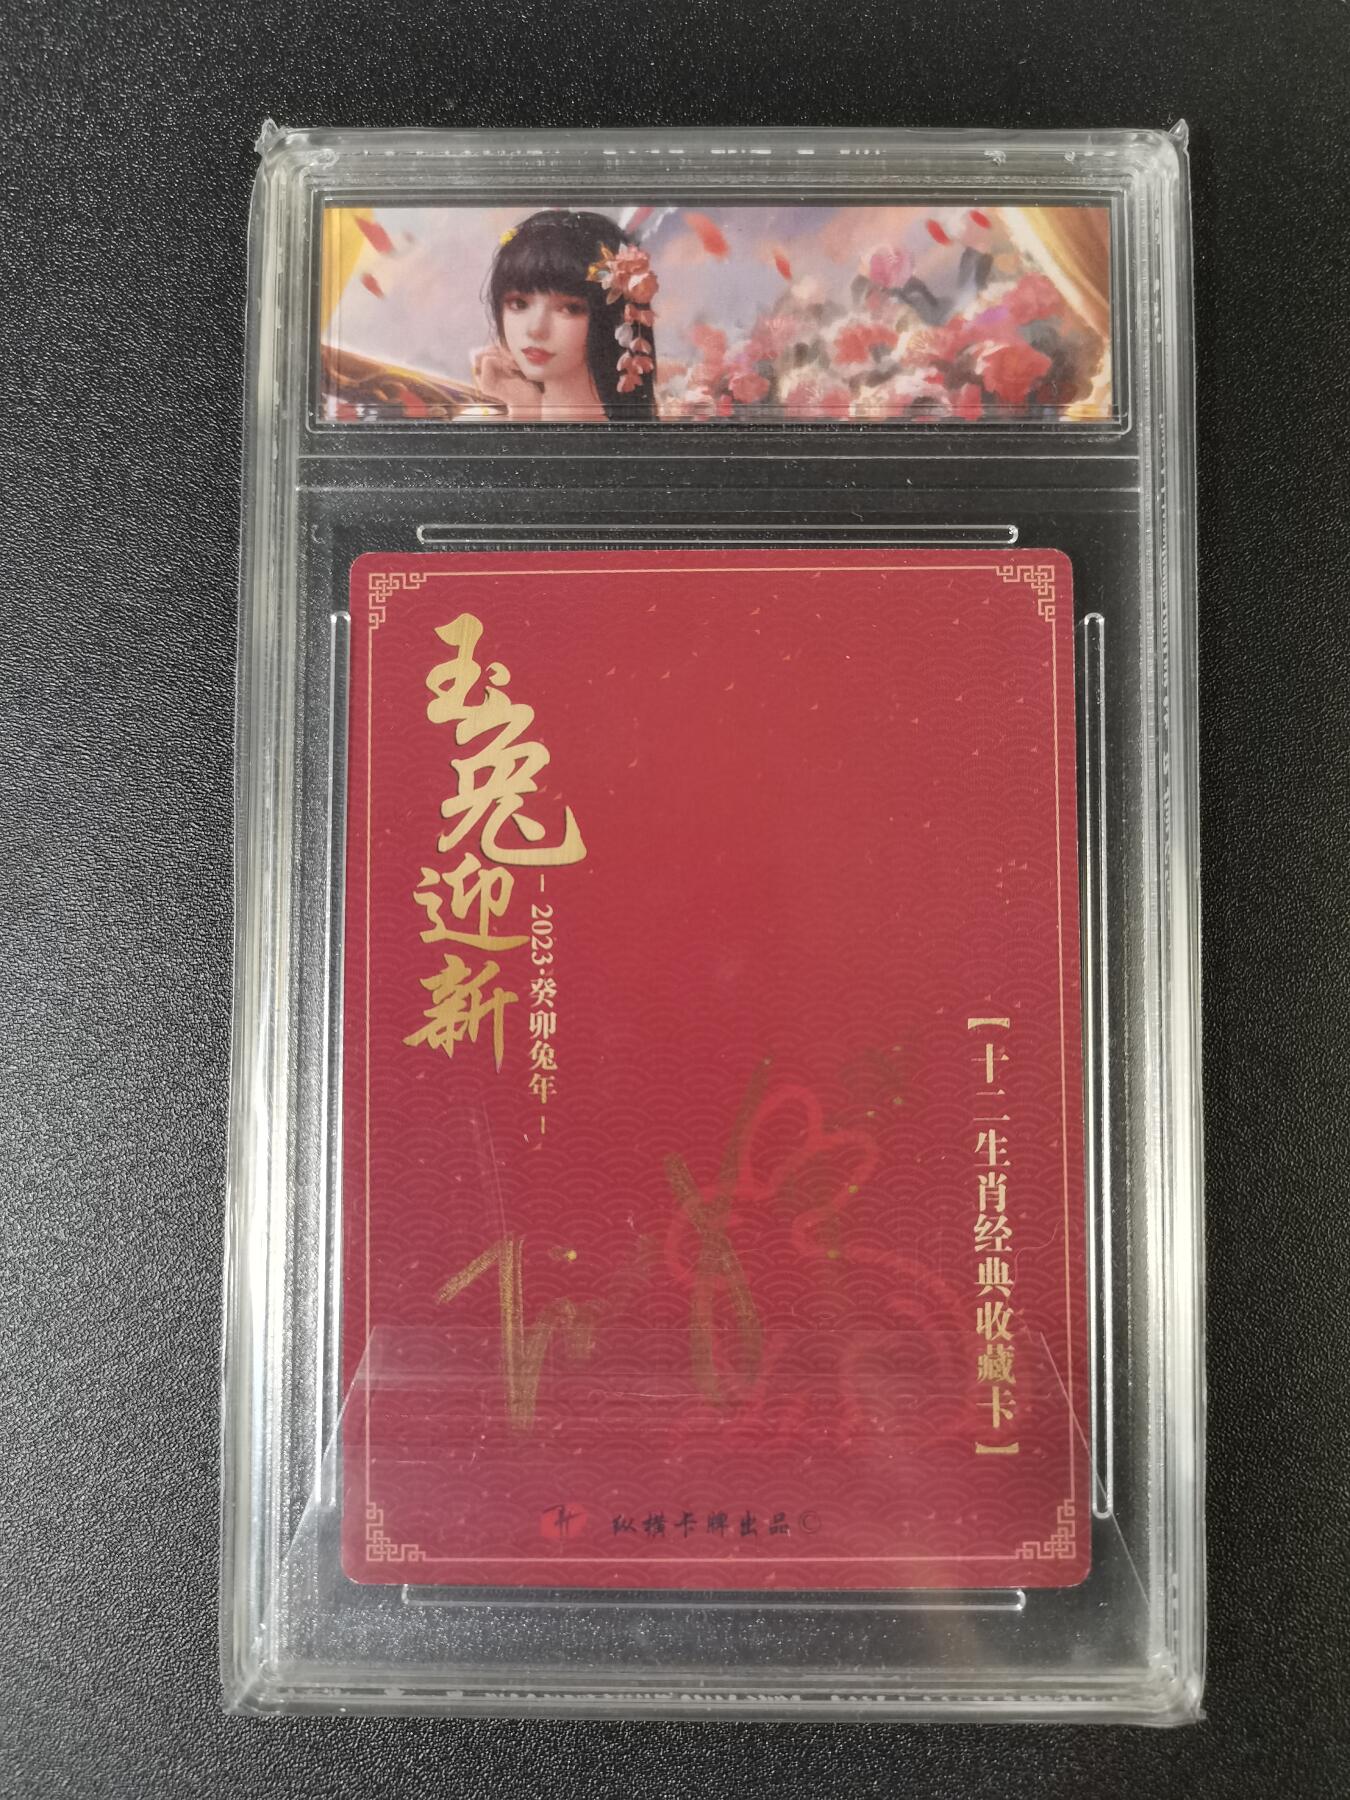 玉兔迎新
- 2023·癸卯兔年 -
【十二生肖经典收藏卡】
纵横卡牌出品©